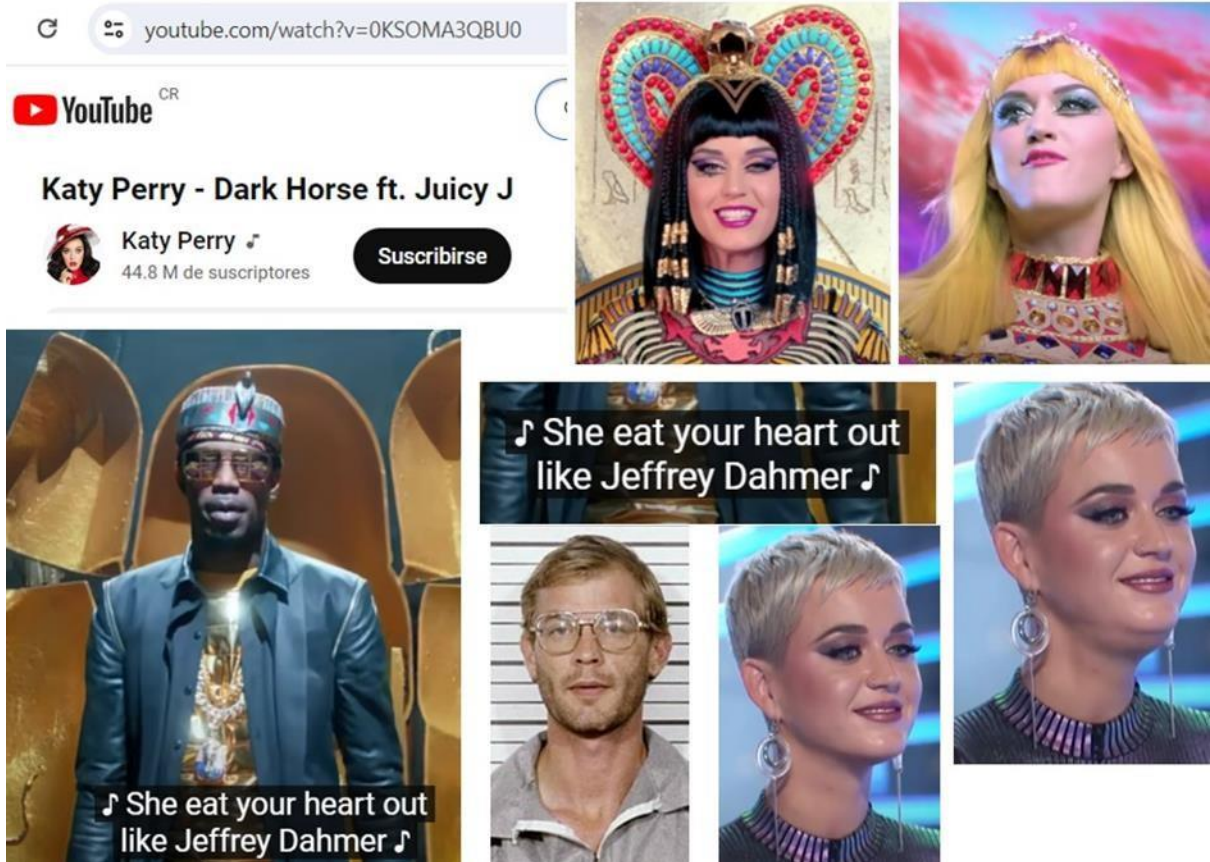 youtube.com/watch?v=0KSOMA3QBU0
YouTube CR
Katy Perry - Dark Horse ft. Juicy J
Katy Perry ♪
44.8 M de suscriptores
Suscribirse
♪ She eat your heart out
like Jeffrey Dahmer ♪
♪ She eat your heart out
like Jeffrey Dahmer ♪